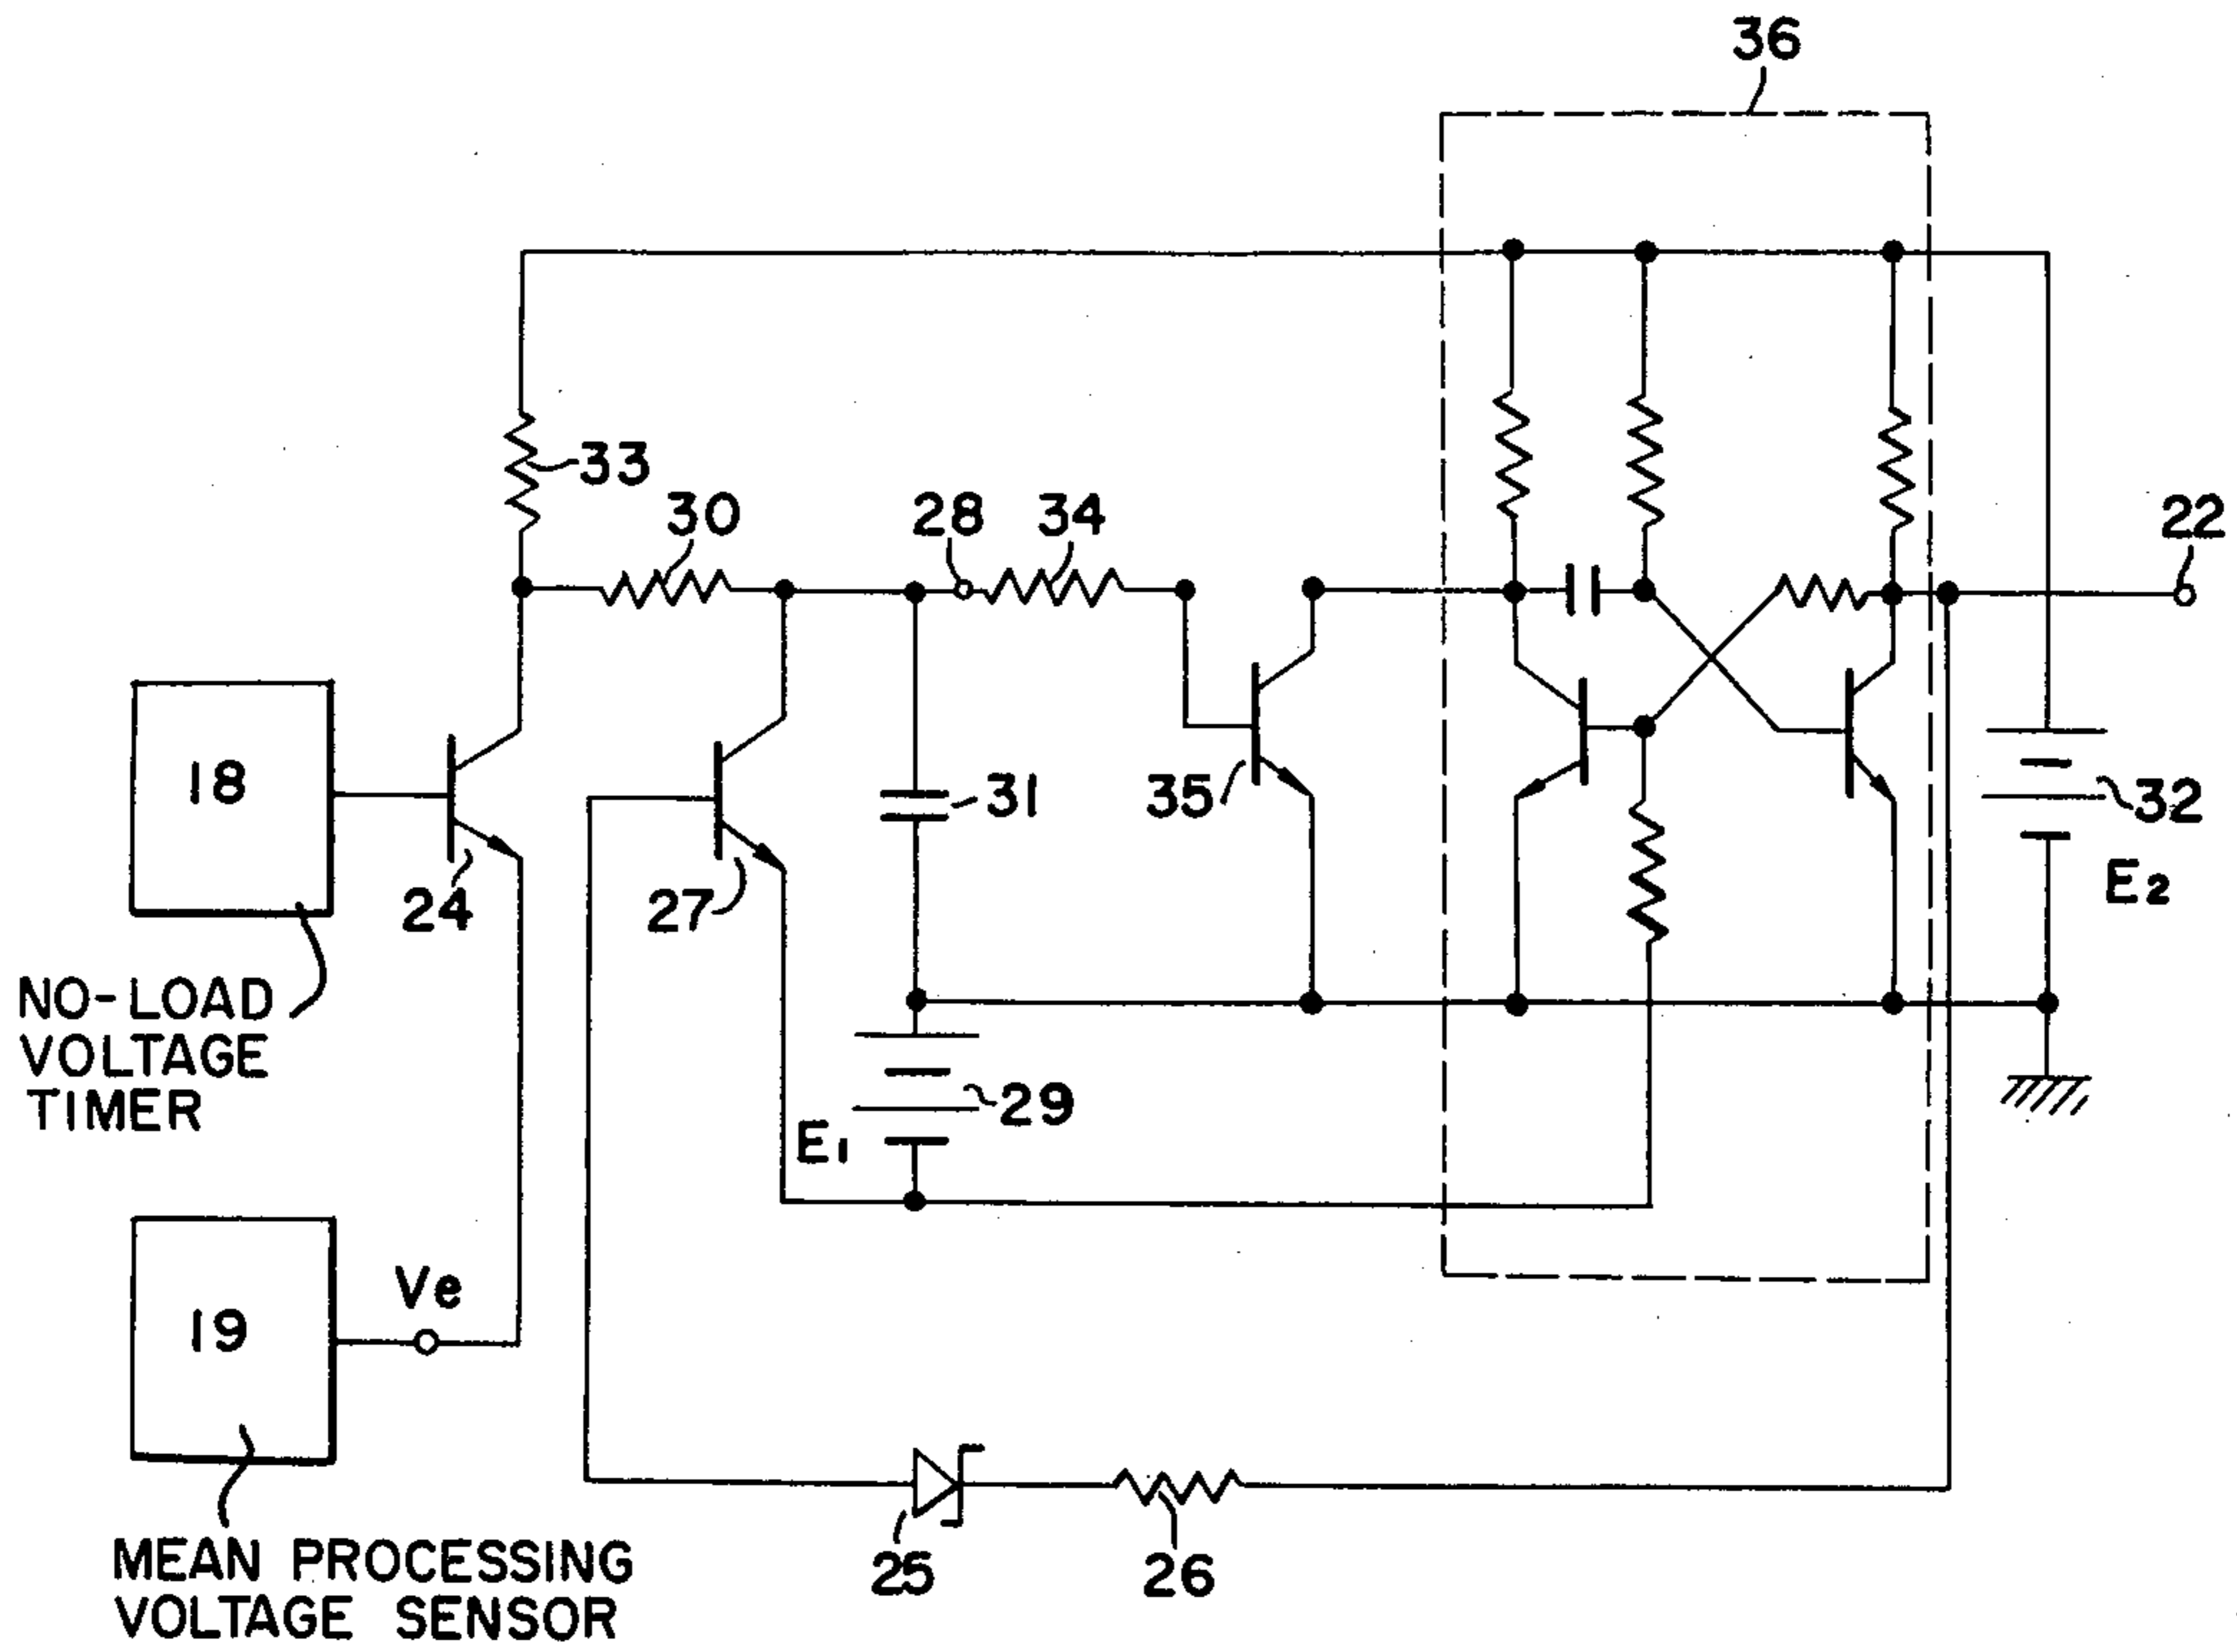 36
33
30
28
34
22
18
24
27
31
35
32
E2
NO-LOAD
VOLTAGE
TIMER
29
E1
19
Ve
25
26
MEAN PROCESSING
VOLTAGE SENSOR